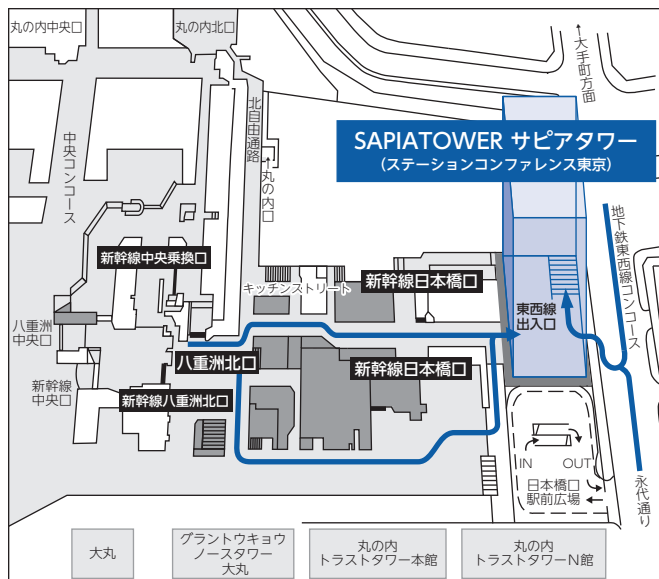 丸の内中央口
丸の内北口
↑大手町方面
北自由通路
↑丸の内口
中央コンコース
SAPIATOWER サピアタワー
(ステーションコンファレンス東京)
地下鉄東西線コンコース
新幹線中央乗換口
キッチンストリート
新幹線日本橋口
東西線
出入口
八重洲
中央口
八重洲北口
新幹線日本橋口
新幹線
中央口
新幹線八重洲北口
IN
OUT
日本橋口
駅前広場
永代通り
大丸
グラントウキョウ
ノースタワー
大丸
丸の内
トラストタワー本館
丸の内
トラストタワーN館